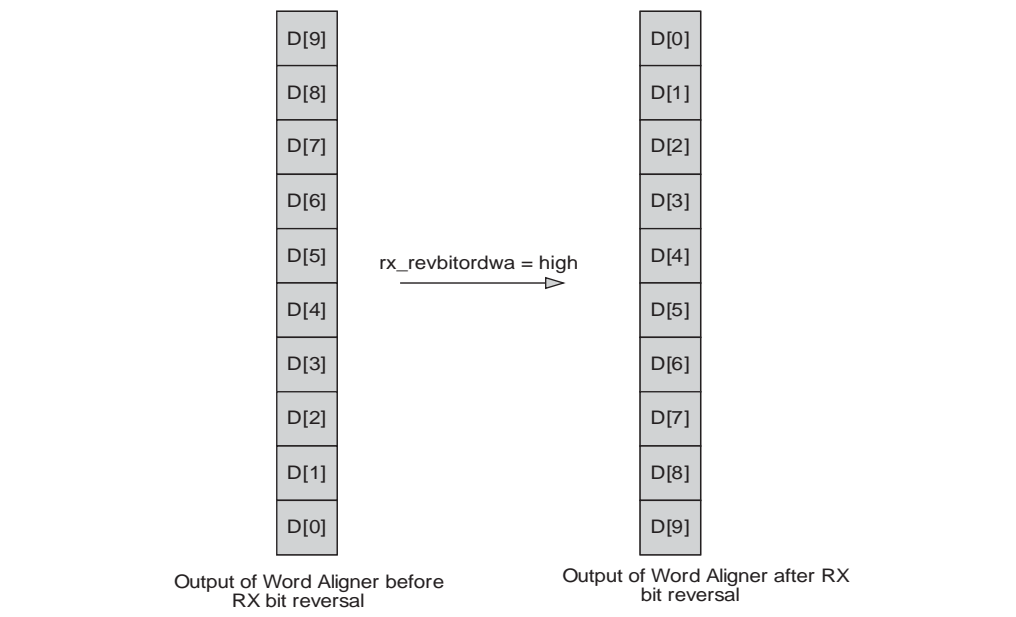 D[9]
D[8]
D[7]
D[6]
D[5]
D[4]
D[3]
D[2]
D[1]
D[0]
Output of Word Aligner before
RX bit reversal
rx_revbitordwa = high
D[0]
D[1]
D[2]
D[3]
D[4]
D[5]
D[6]
D[7]
D[8]
D[9]
Output of Word Aligner after RX
bit reversal